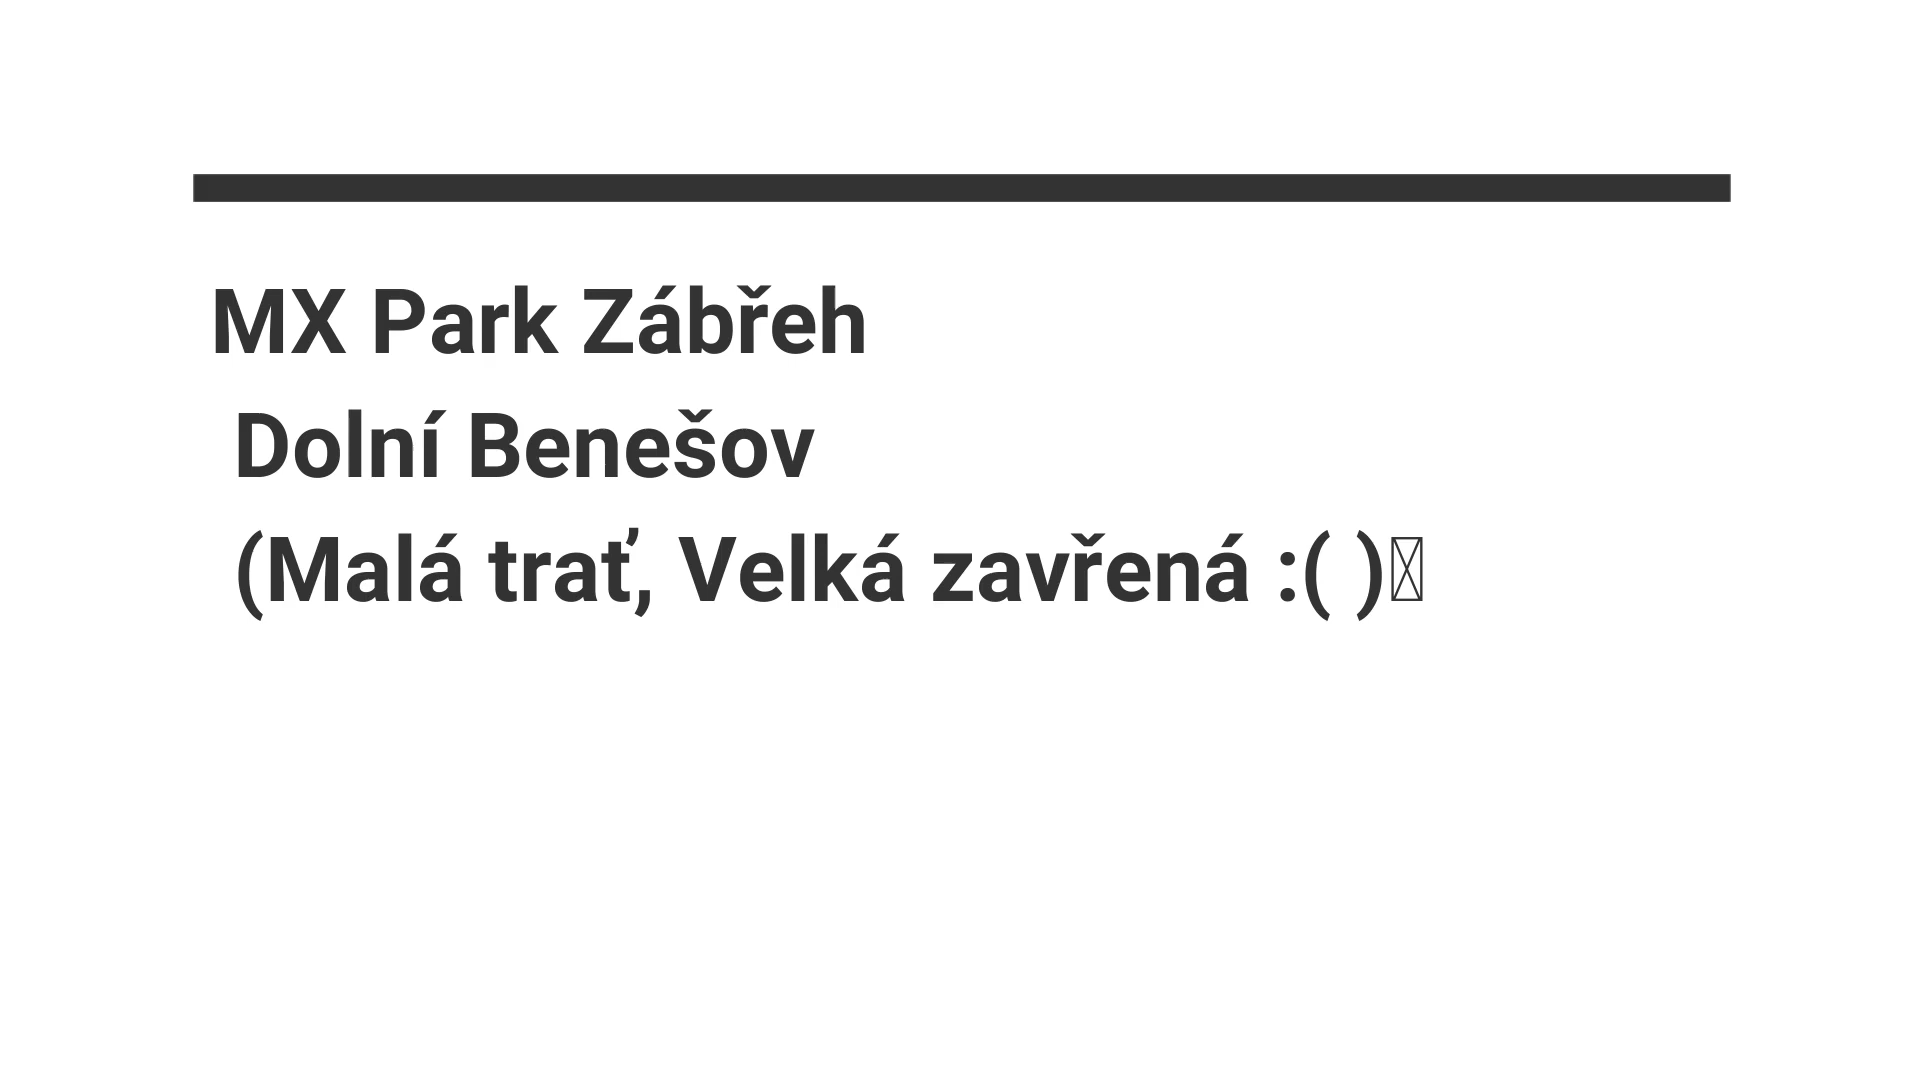 MX Park Zábřeh
Dolní Benešov
(Malá trať, Velká zavřená :( )